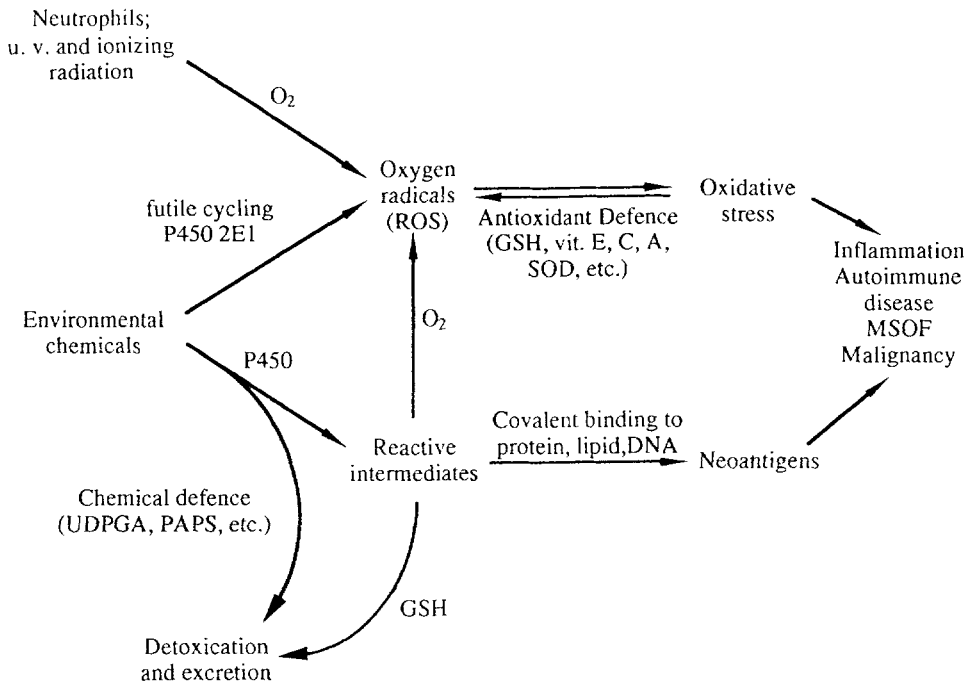 Neutrophils;
u. v. and ionizing
radiation
O2
Oxygen
radicals
(ROS)
Oxidative
stress
futile cycling
P450 2E1
Antioxidant Defence
(GSH, vit. E, C, A,
SOD, etc.)
Inflammation
Autoimmune
disease
MSOF
Malignancy
Environmental
chemicals
O2
P450
Reactive
intermediates
Covalent binding to
protein, lipid,DNA
Neoantigens
Chemical defence
(UDPGA, PAPS, etc.)
GSH
Detoxication
and excretion